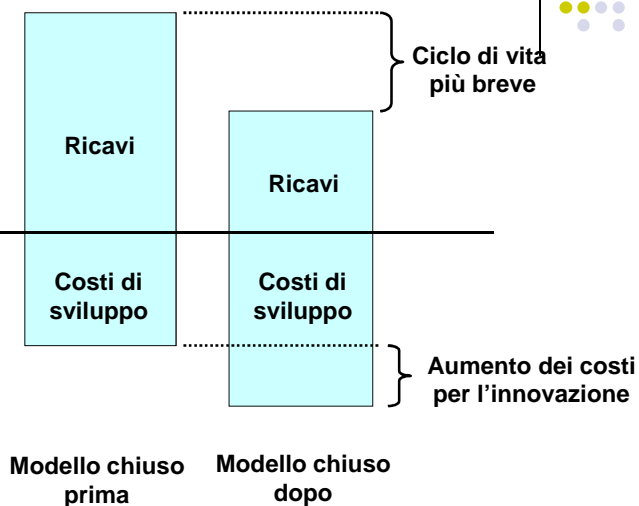 Ciclo di vita
più breve
Ricavi
Ricavi
Costi di
sviluppo
Costi di
sviluppo
Aumento dei costi
per l'innovazione
Modello chiuso
prima
Modello chiuso
dopo